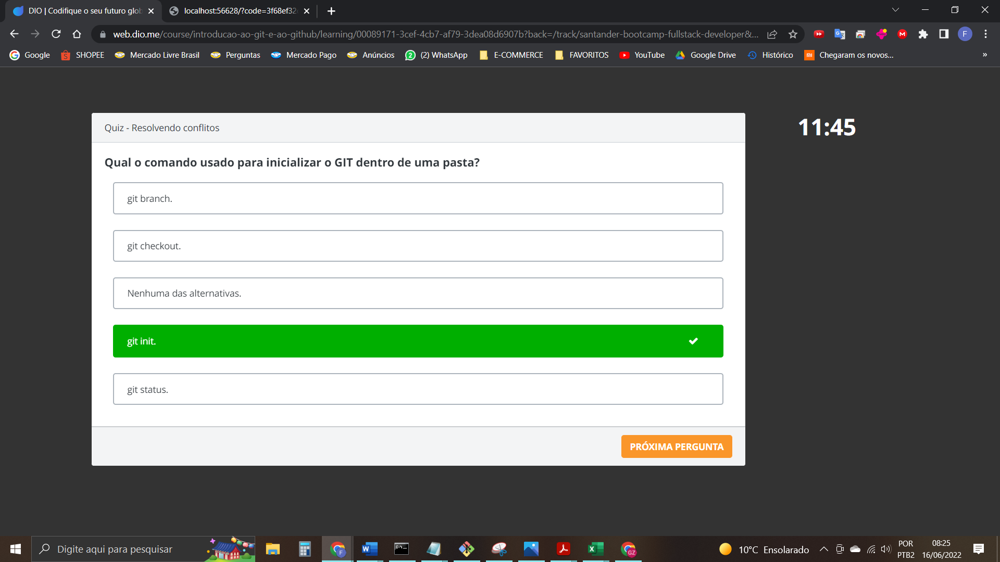 DIO | Codifique o seu futuro glob
localhost:56628/?code=3f68ef32
web.dio.me/course/introducao-ao-git-e-ao-github/learning/00089171-3cef-4cb7-af79-3dea08d6907b?back=/track/santander-bootcamp-fullstack-developer&...
F
Google
SHOPEE
Mercado Livre Brasil
Perguntas
Mercado Pago
Anúncios
(2) WhatsApp
E-COMMERCE
FAVORITOS
YouTube
Google Drive
Histórico
Chegaram os novos...
»
Quiz - Resolvendo conflitos
11:45
Qual o comando usado para inicializar o GIT dentro de uma pasta?
git branch.
git checkout.
Nenhuma das alternativas.
git init.
git status.
PRÓXIMA PERGUNTA
Digite aqui para pesquisar
10°C Ensolarado
POR
PTB2
08:25
16/06/2022